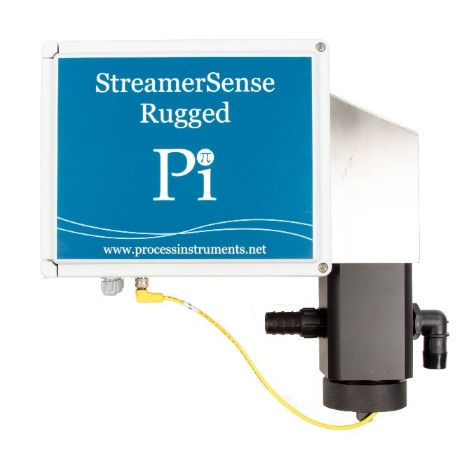 StreamerSense
Rugged
Pi
π
www.processinstruments.net